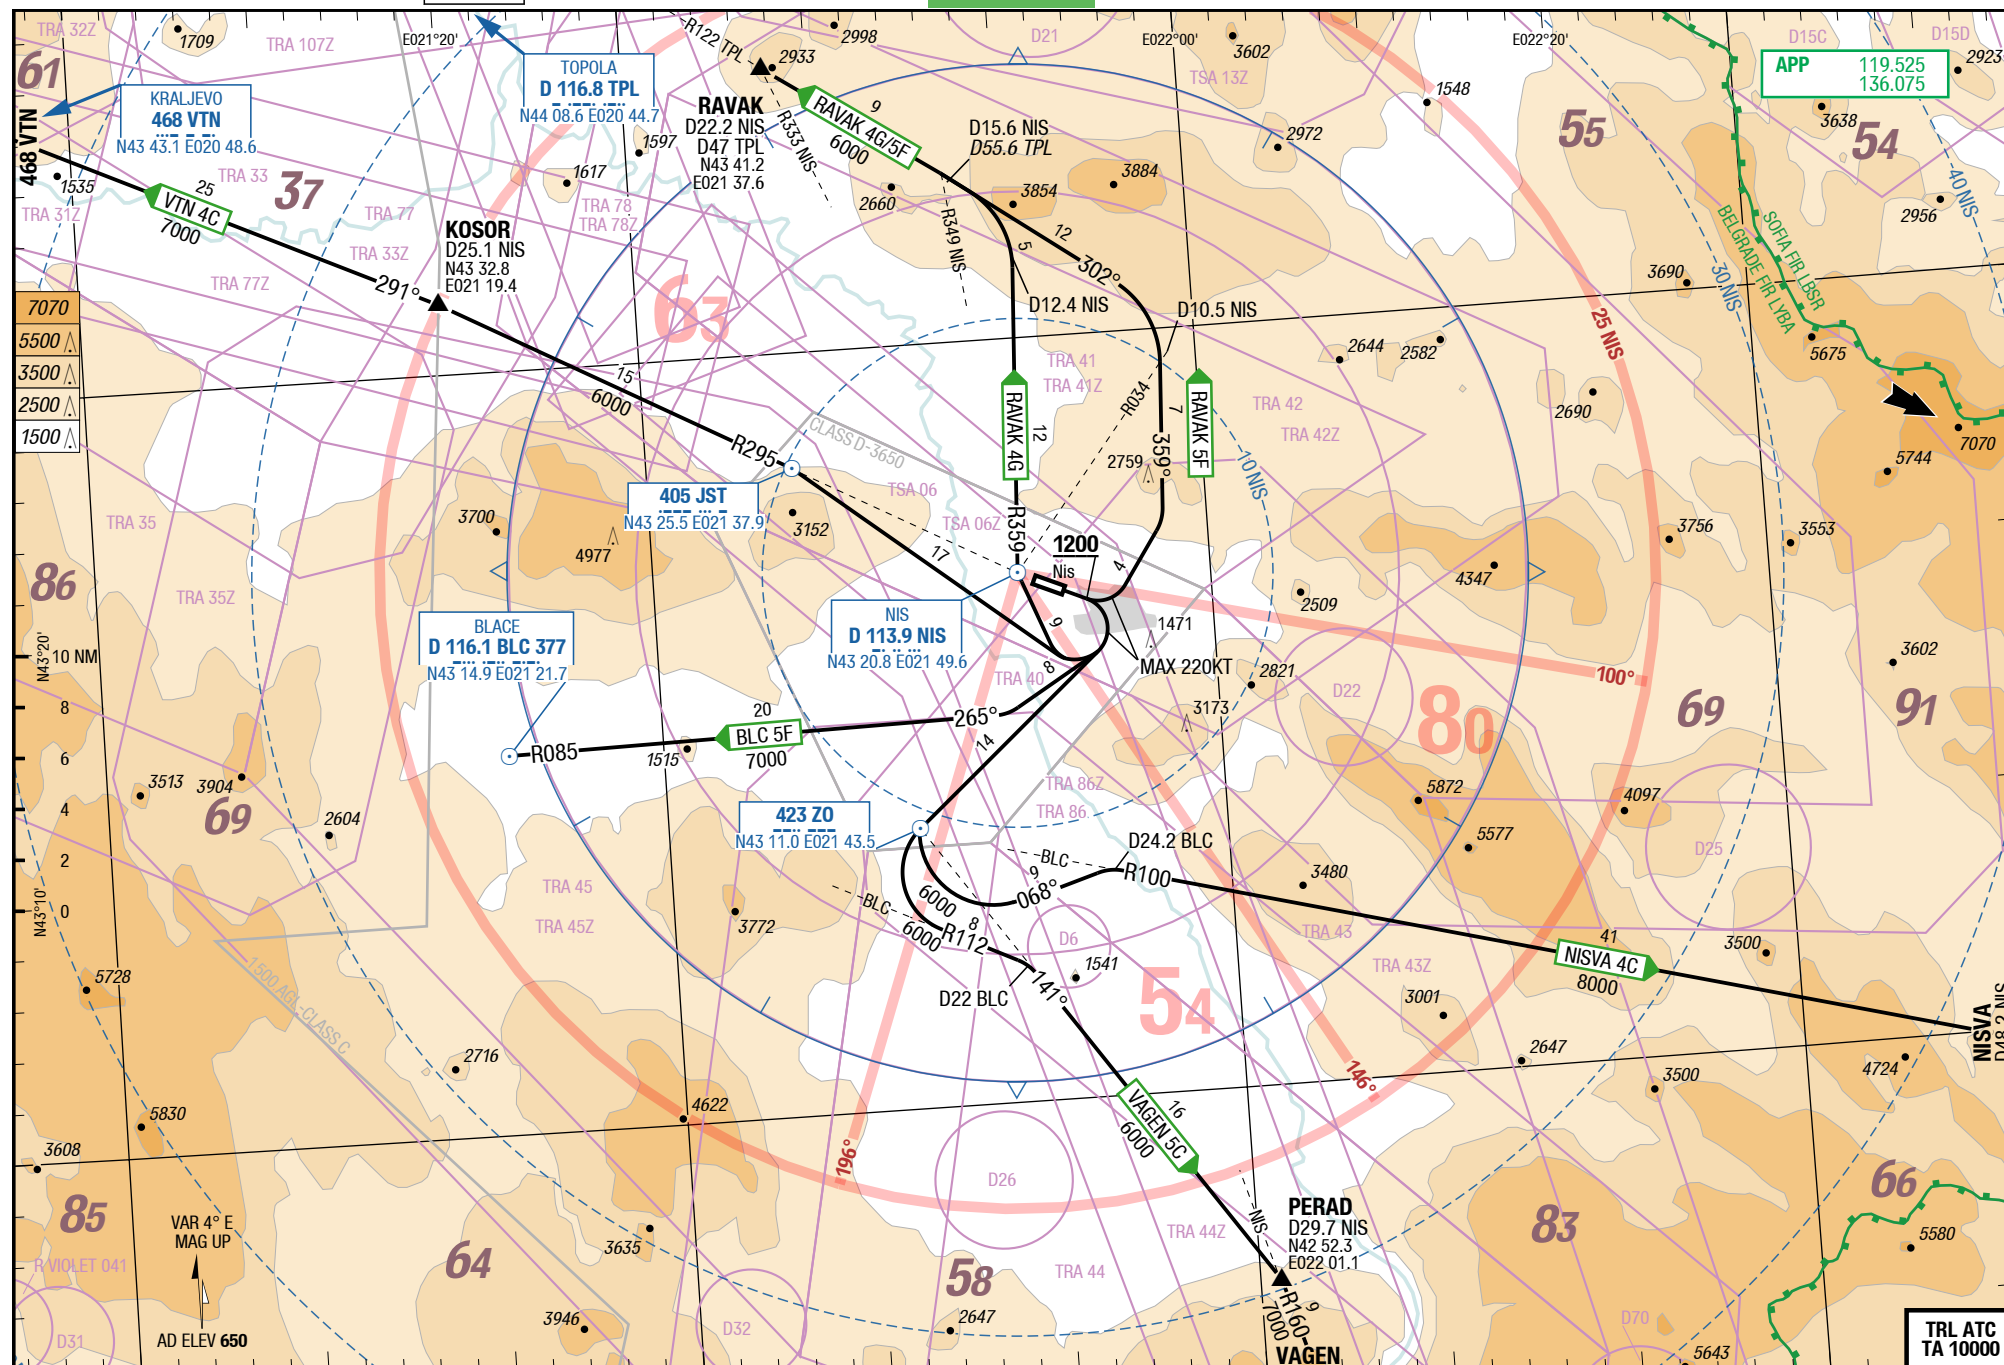 TRA 32Z
1709
TRA 107Z
E021°20'
61
KRALJEVO
468 VTN
N43 43.1 E020 48.6
TOPOLA
D 116.8 TPL
N44 08.6 E020 44.7
R122 TPL
2933
2998
D21
E022°00'
3602
TSA 13Z
E022°20'
1548
D15C
D15D
2923
APP 119.525
136.075
3638
54
55
RAVAK
D22.2 NIS
D47 TPL
N43 41.2
E021 37.6
R333 NIS
9
RAVAK 4G/5F
6000
D15.6 NIS
D55.6 TPL
2972
1597
1617
468 VTN
1535
TRA 33
25
VTN 4C
7000
37
TRA 31Z
TRA 77
TRA 33Z
TRA 77Z
TRA 78
TRA 78Z
2660
3854
3884
R349 NIS
5
12
302°
2956
40 NIS
SOFIA FIR LBSR
BELGRADE FIR LYBA
30 NIS
KOSOR
D25.1 NIS
N43 32.8
E021 19.4
291°
63
D12.4 NIS
D10.5 NIS
3690
25 NIS
5675
7070
5500
3500
2500
1500
15
6000
TRA 41
TRA 41Z
2644
2582
2690
R034
7
359°
RAVAK 5F
RAVAK 4G
12
TRA 42
TRA 42Z
7070
5744
R295
CLASS D-3650
2759
10 NIS
405 JST
N43 25.5 E021 37.9
TSA 06
TSA 06Z
R359
3700
4977
3152
TRA 35
3756
3553
17
1200
Nis
4
4347
86
TRA 35Z
2509
BLACE
D 116.1 BLC 377
N43 14.9 E021 21.7
NIS
D 113.9 NIS
N43 20.8 E021 49.6
9
1471
8
MAX 220KT
2821
TRA 40
D22
100°
3602
N43°20'
10 NM
8
6
4
2
0
N43°10'
20
BLC 5F
7000
265°
R085
1515
14
3173
80
69
91
3513
3904
69
2604
TRA 86Z
TRA 86
5872
4097
423 ZO
N43 11.0 E021 43.5
5577
D25
BLC
D24.2 BLC
9
068°
R100
3480
TRA 45
TRA 45Z
3772
BLC
6000
6000
8
R112
D6
1541
TRA 43
TRA 43Z
41
NISVA 4C
8000
3500
D22 BLC
141°
54
3001
NISVA
D48.2 NIS
5728
1500 AGL-CLASS C
2716
2647
4724
3500
5830
4622
146°
16
VAGEN 5C
6000
3608
196°
D26
85
VAR 4° E
MAG UP
3635
TRA 44Z
NIS
PERAD
D29.7 NIS
N42 52.3
E022 01.1
83
66
5580
R VIOLET 041
64
58
TRA 44
3946
D32
2647
D31
AD ELEV 650
9
R160
7000
VAGEN
D70
5643
TRL ATC
TA 10000